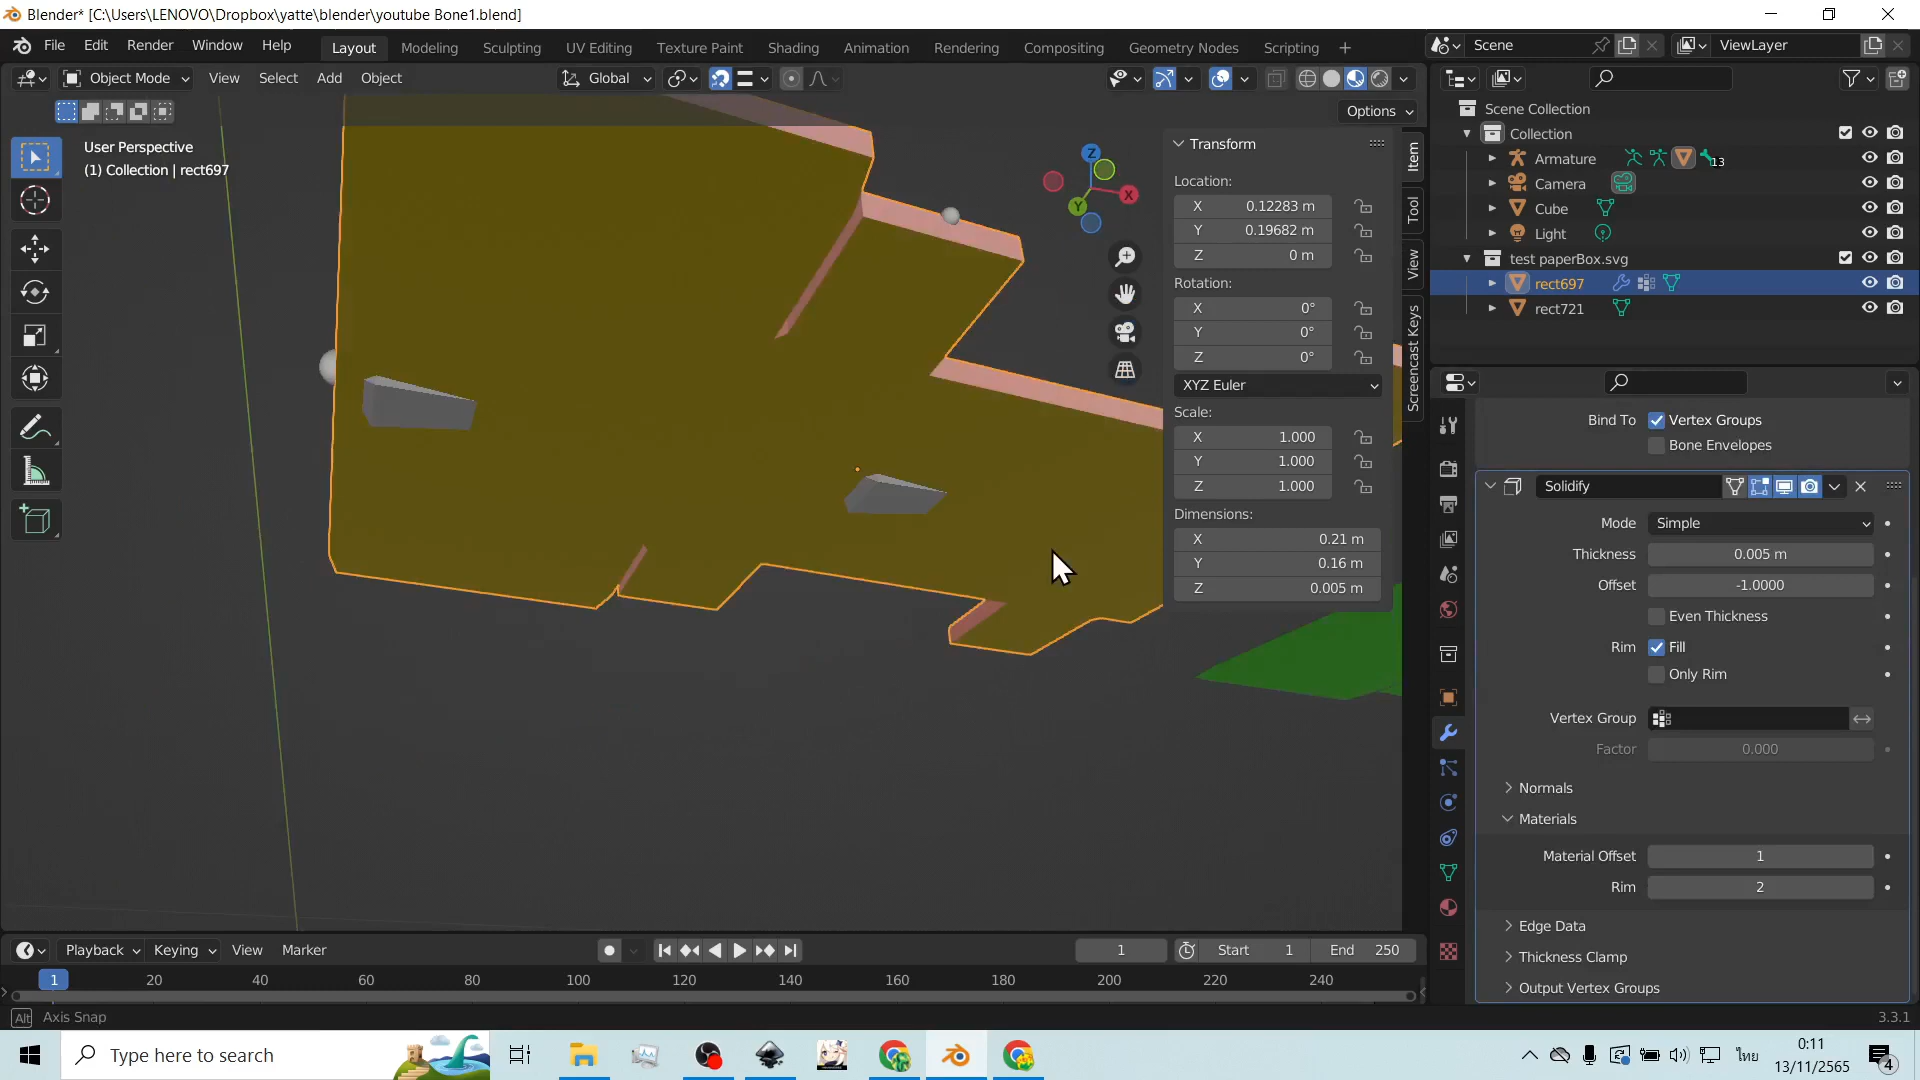 Blender* [C:\Users\LENOVO\Dropbox\yatte\blender\youtube Bone1.blend]
File Edit Render Window Help
Layout Modeling Sculpting UV Editing Texture Paint Shading Animation Rendering Compositing Geometry Nodes Scripting +
Scene ViewLayer
Object Mode View Select Add Object Global
Options
User Perspective
(1) Collection | rect697
Z
X
Y
Transform
Location:
X 0.12283 m
Y 0.19682 m
Z 0 m
Rotation:
X 0°
Y 0°
Z 0°
XYZ Euler
Scale:
X 1.000
Y 1.000
Z 1.000
Dimensions:
X 0.21 m
Y 0.16 m
Z 0.005 m
Item
Tool
View
Screencast Keys
Scene Collection
Collection
Armature 13
Camera
Cube
Light
test paperBox.svg
rect697
rect721
Bind To Vertex Groups
Bone Envelopes
Solidify
Mode Simple
Thickness 0.005 m
Offset -1.0000
Even Thickness
Rim Fill
Only Rim
Vertex Group
Factor 0.000
Normals
Materials
Material Offset 1
Rim 2
Edge Data
Thickness Clamp
Output Vertex Groups
Playback Keying View Marker
1 Start 1 End 250
1 20 40 60 80 100 120 140 160 180 200 220 240
Alt Axis Snap
3.3.1
Type here to search
ไทย
0:11
13/11/2565
4